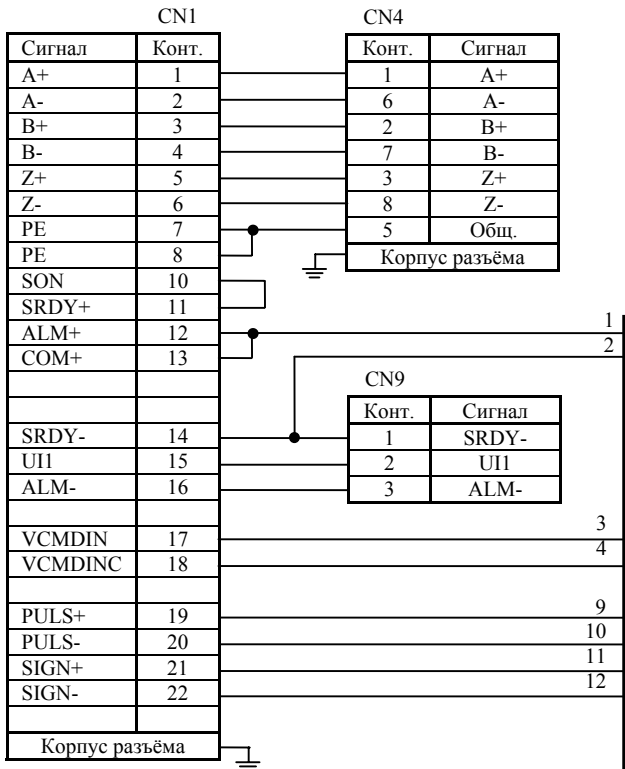 CN1 CN4
Сигнал Конт. Конт. Сигнал
A+ 1 1 A+
A- 2 6 A-
B+ 3 2 B+
B- 4 7 B-
Z+ 5 3 Z+
Z- 6 8 Z-
PE 7 5 Общ.
PE 8 Корпус разъёма
SON 10
SRDY+ 11
ALM+ 12 1
COM+ 13 2
CN9
Конт. Сигнал
SRDY- 14 1 SRDY-
UI1 15 2 UI1
ALM- 16 3 ALM-
VCMDIN 17 3
VCMDINC 18 4
PULS+ 19 9
PULS- 20 10
SIGN+ 21 11
SIGN- 22 12
Корпус разъёма